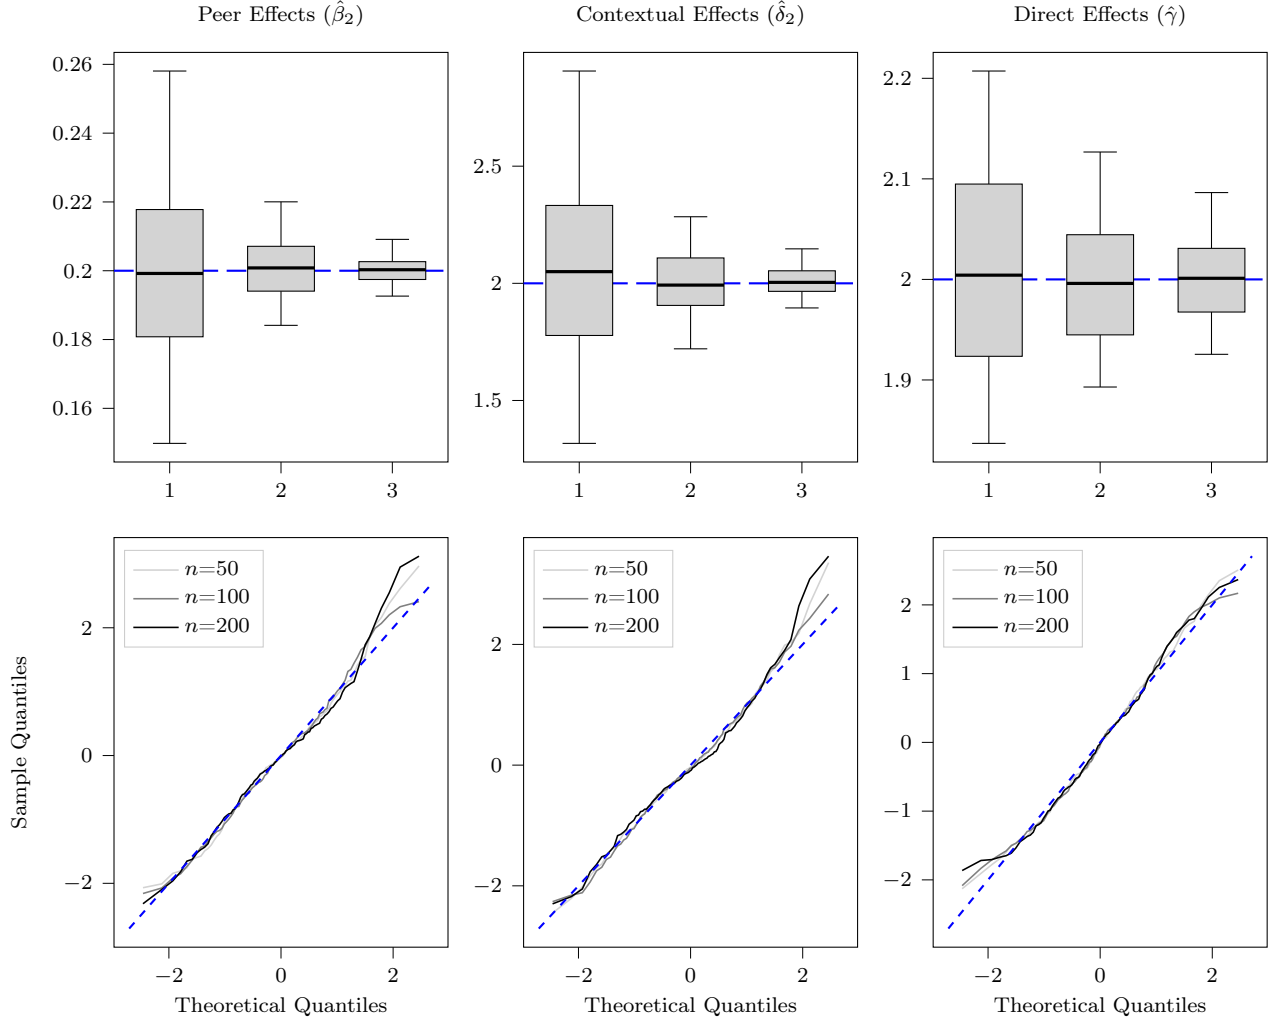 Peer Effects (β̂₂)
Contextual Effects (δ̂₂)
Direct Effects (γ̂)
0.26
0.24
0.22
0.2
0.18
0.16
1 2 3
2.5
2
1.5
1 2 3
2.2
2.1
2
1.9
1 2 3
Sample Quantiles
n=50
n=100
n=200
2
0
−2
−2 0 2
Theoretical Quantiles
n=50
n=100
n=200
2
0
−2
−2 0 2
Theoretical Quantiles
n=50
n=100
n=200
2
1
0
−1
−2
−2 0 2
Theoretical Quantiles